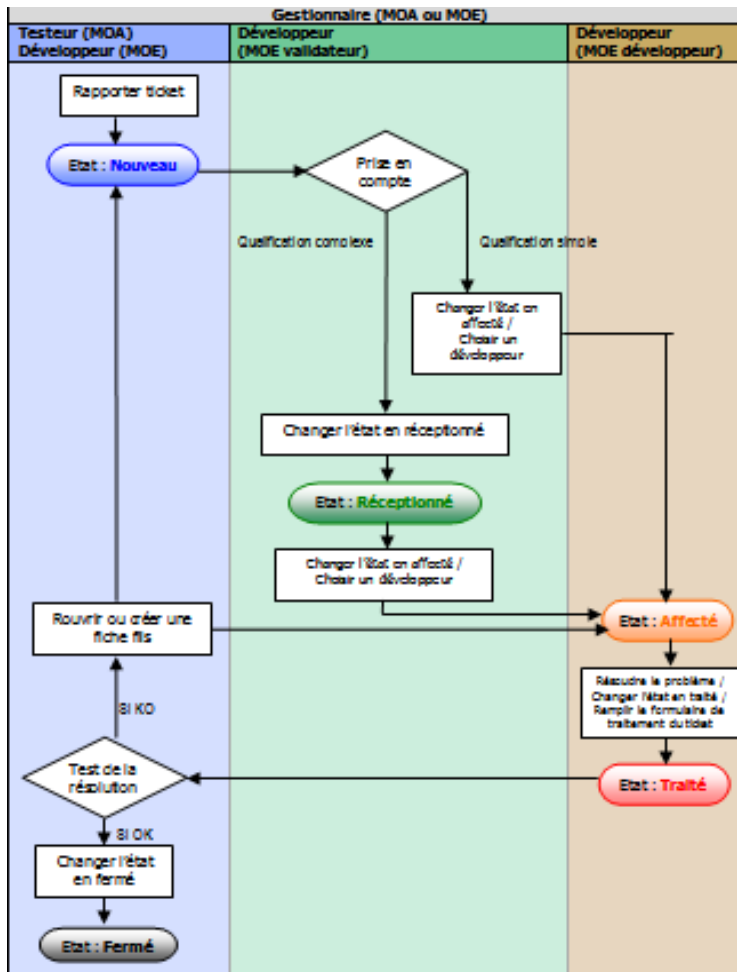 Gestionnaire (MOA ou MOE)
Testeur (MOA)
Développeur (MOE)
Développeur
(MOE validateur)
Développeur
(MOE développeur)
Rapporter ticket
Etat : Nouveau
Prise en
compte
Qualification complexe
Qualification simple
Changer l'état en
affecté /
Choisir un
développeur
Changer l'état en réceptionné
Etat : Réceptionné
Changer l'état en affecté /
Choisir un développeur
Rouvrir ou créer une
fiche fils
Etat : Affecté
Résoudre le problème /
Changer l'état en traité /
Remplir le formulaire de
traitement du ticket
SI KO
Test de la
résolution
Etat : Traité
SI OK
Changer l'état
en fermé
Etat : Fermé